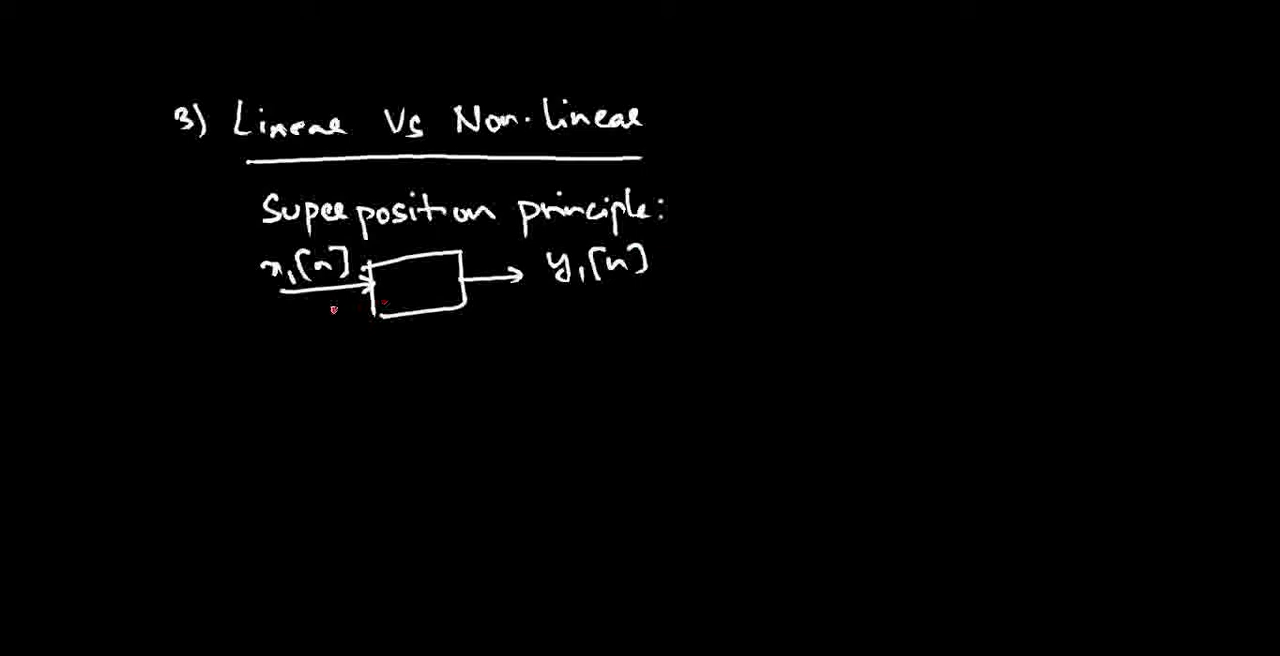 3) Linear Vs Non-linear
Superposition principle:
x₁[n] y₁[n]